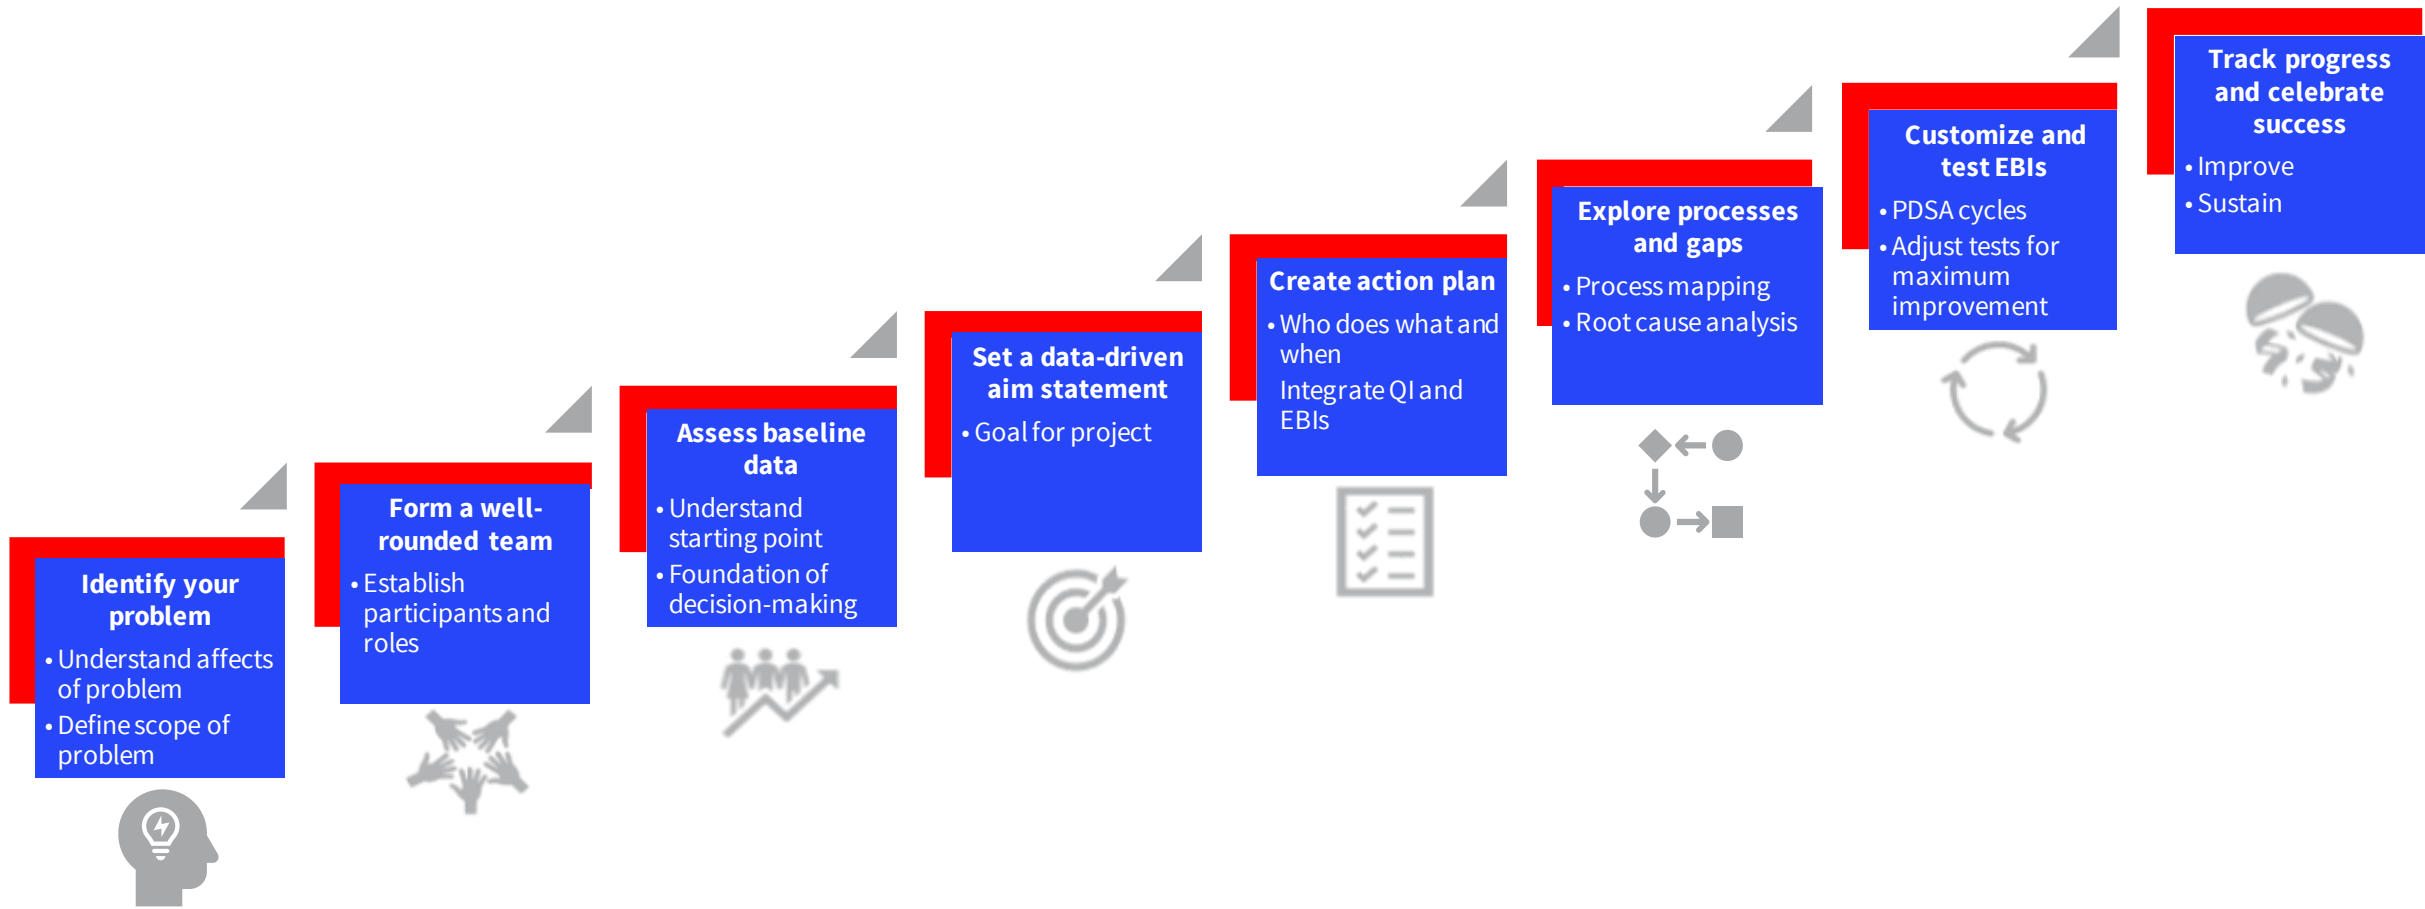 Identify your
problem
• Understand affects
of problem
• Define scope of
problem
Form a well-
rounded team
• Establish
participants and
roles
Assess baseline
data
• Understand
starting point
• Foundation of
decision-making
Set a data-driven
aim statement
• Goal for project
Create action plan
• Who does what and
when
Integrate QI and
EBIs
Explore processes
and gaps
• Process mapping
• Root cause analysis
Customize and
test EBIs
• PDSA cycles
• Adjust tests for
maximum
improvement
Track progress
and celebrate
success
• Improve
• Sustain